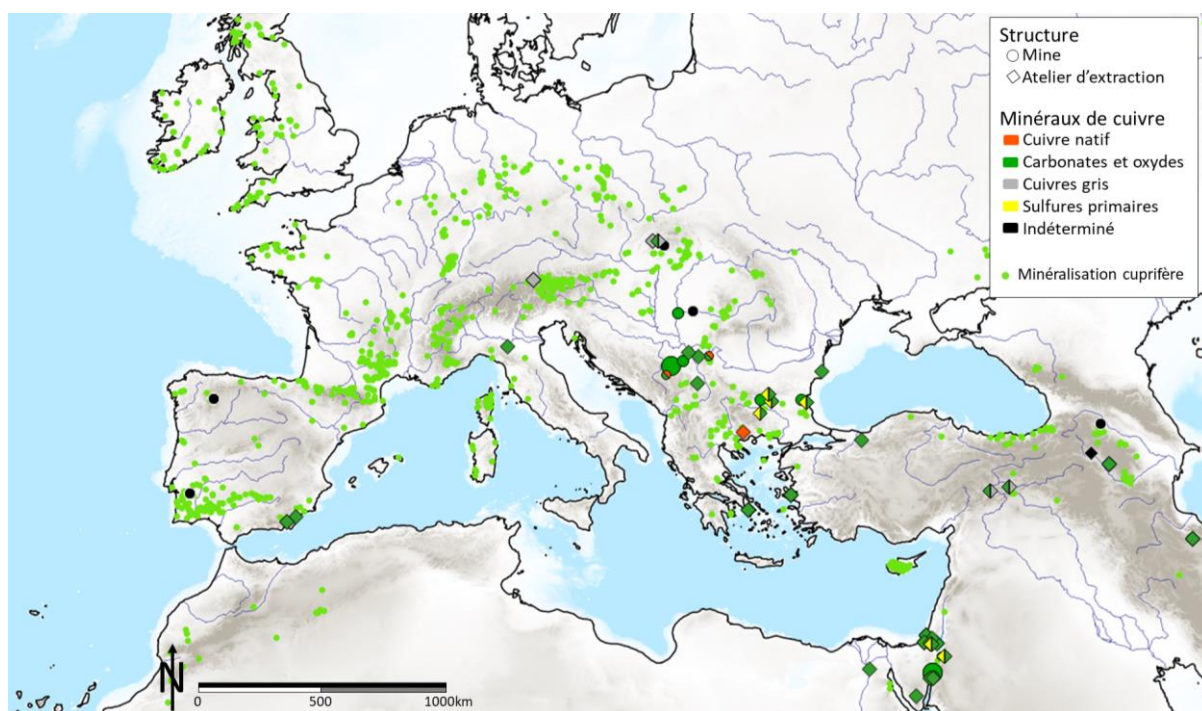 Structure
Mine
Atelier d'extraction
Minéraux de cuivre
Cuivre natif
Carbonates et oxydes
Cuivres gris
Sulfures primaires
Indéterminé
Minéralisation cuprifère
N
0 500 1000km